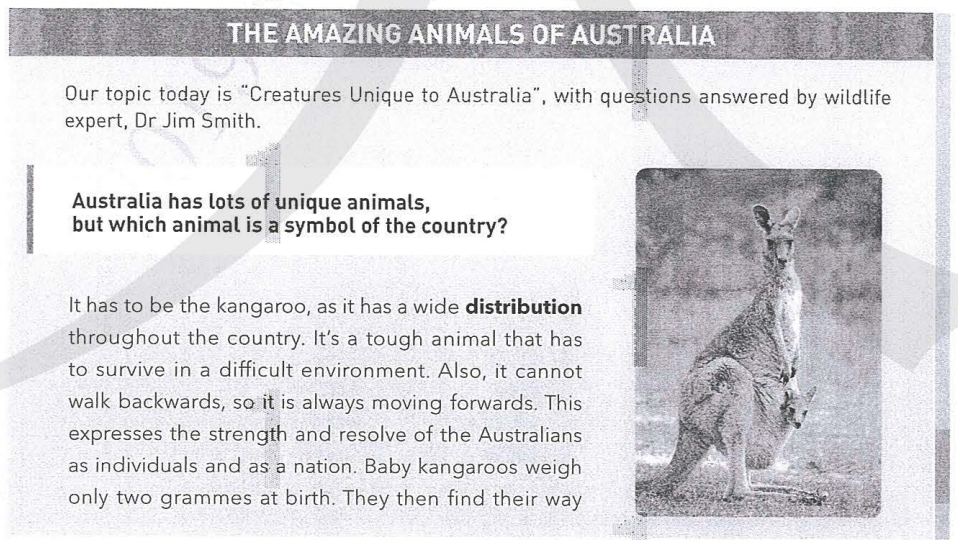 THE AMAZING ANIMALS OF AUSTRALIA
Our topic today is “Creatures Unique to Australia”, with questions answered by wildlife
expert, Dr Jim Smith.
Australia has lots of unique animals,
but which animal is a symbol of the country?
It has to be the kangaroo, as it has a wide distribution
throughout the country. It's a tough animal that has
to survive in a difficult environment. Also, it cannot
walk backwards, so it is always moving forwards. This
expresses the strength and resolve of the Australians
as individuals and as a nation. Baby kangaroos weigh
only two grammes at birth. They then find their way